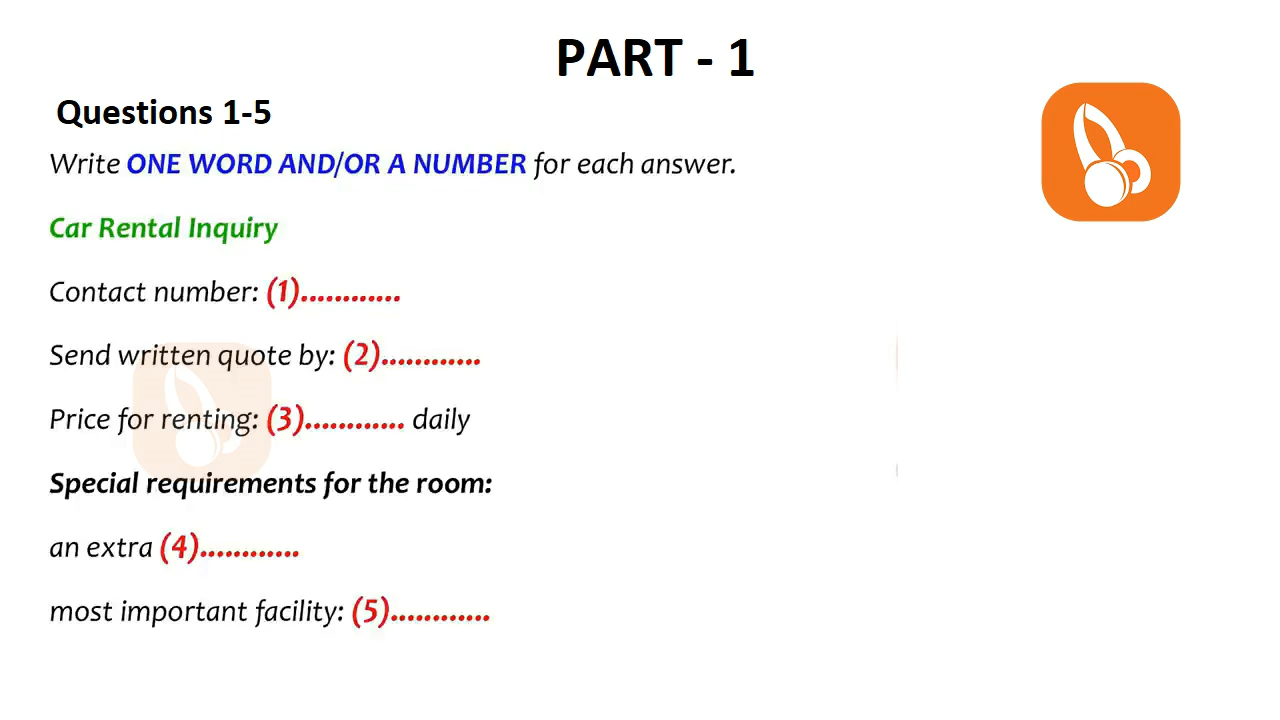 PART - 1
Questions 1-5
Write ONE WORD AND/OR A NUMBER for each answer.
Car Rental Inquiry
Contact number: (1)............
Send written quote by: (2)............
Price for renting: (3)............ daily
Special requirements for the room:
an extra (4)............
most important facility: (5)............